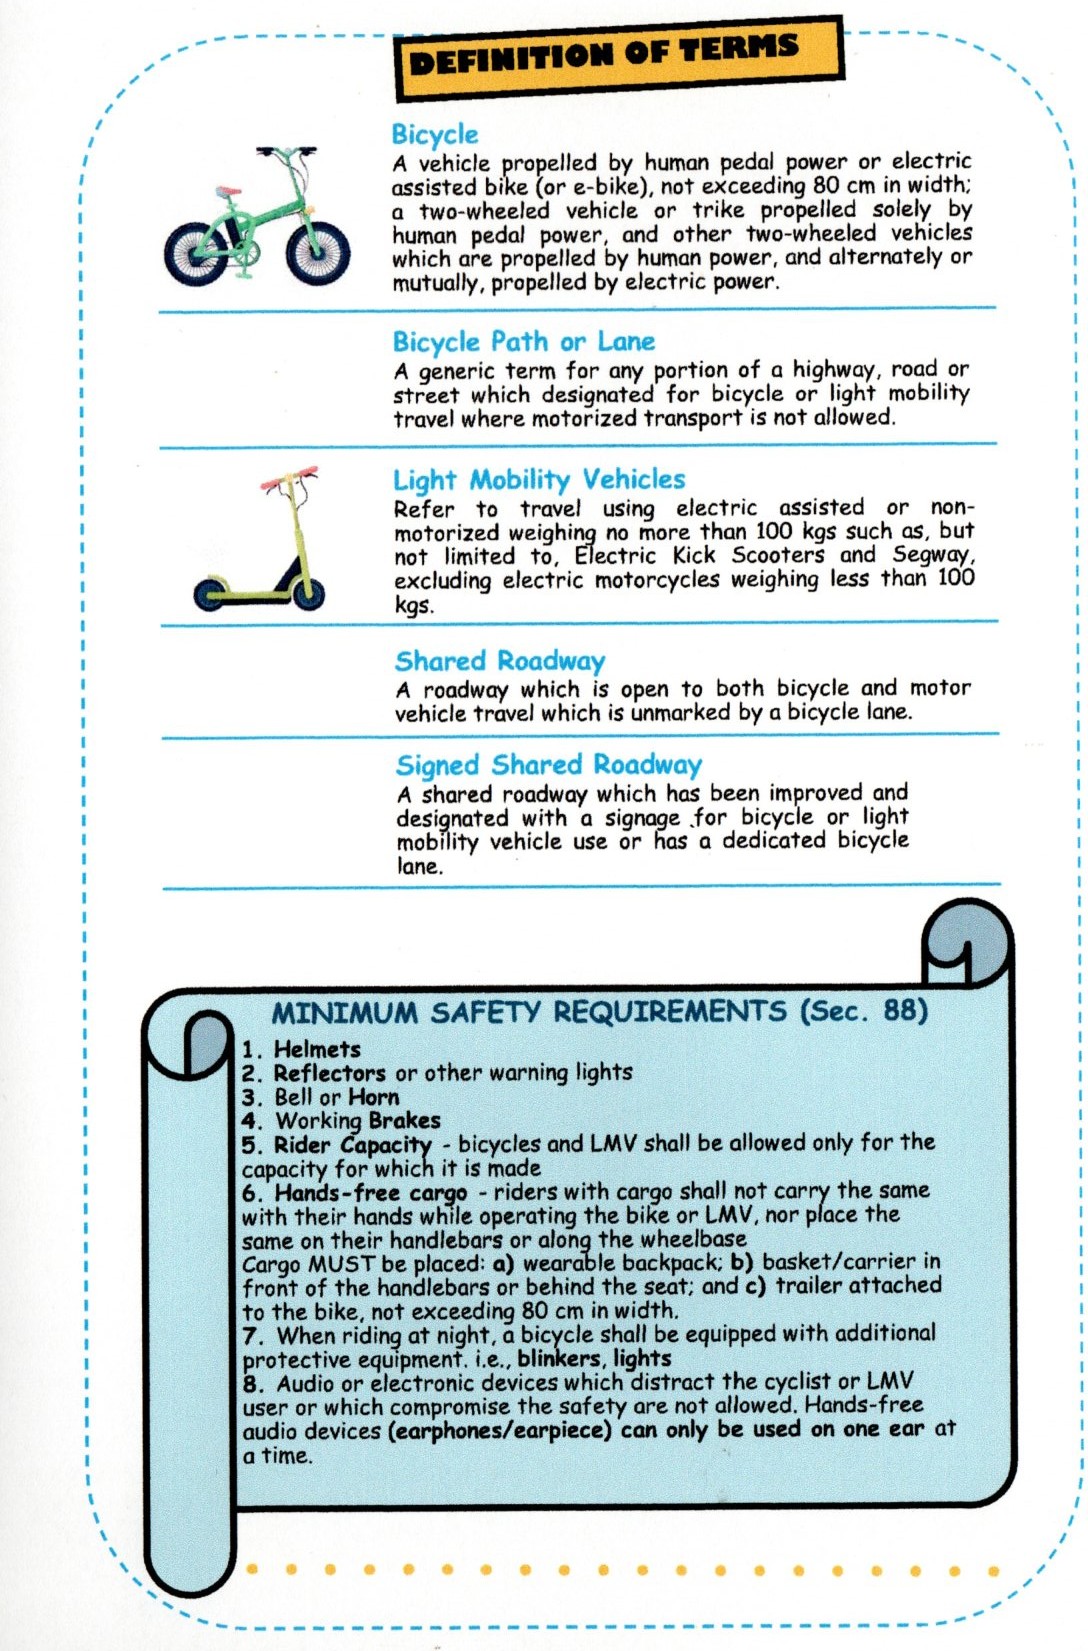 DEFINITION OF TERMS
Bicycle
A vehicle propelled by human pedal power or electric
assisted bike (or e-bike), not exceeding 80 cm in width;
a two-wheeled vehicle or trike propelled solely by
human pedal power, and other two-wheeled vehicles
which are propelled by human power, and alternately or
mutually, propelled by electric power.
Bicycle Path or Lane
A generic term for any portion of a highway, road or
street which designated for bicycle or light mobility
travel where motorized transport is not allowed.
Light Mobility Vehicles
Refer to travel using electric assisted or non-
motorized weighing no more than 100 kgs such as, but
not limited to, Electric Kick Scooters and Segway,
excluding electric motorcycles weighing less than 100
kgs.
Shared Roadway
A roadway which is open to both bicycle and motor
vehicle travel which is unmarked by a bicycle lane.
Signed Shared Roadway
A shared roadway which has been improved and
designated with a signage for bicycle or light
mobility vehicle use or has a dedicated bicycle
lane.
MINIMUM SAFETY REQUIREMENTS (Sec. 88)
1. Helmets
2. Reflectors or other warning lights
3. Bell or Horn
4. Working Brakes
5. Rider Capacity - bicycles and LMV shall be allowed only for the
capacity for which it is made
6. Hands-free cargo - riders with cargo shall not carry the same
with their hands while operating the bike or LMV, nor place the
same on their handlebars or along the wheelbase
Cargo MUST be placed: a) wearable backpack; b) basket/carrier in
front of the handlebars or behind the seat; and c) trailer attached
to the bike, not exceeding 80 cm in width.
7. When riding at night, a bicycle shall be equipped with additional
protective equipment. i.e., blinkers, lights
8. Audio or electronic devices which distract the cyclist or LMV
user or which compromise the safety are not allowed. Hands-free
audio devices (earphones/earpiece) can only be used on one ear at
a time.